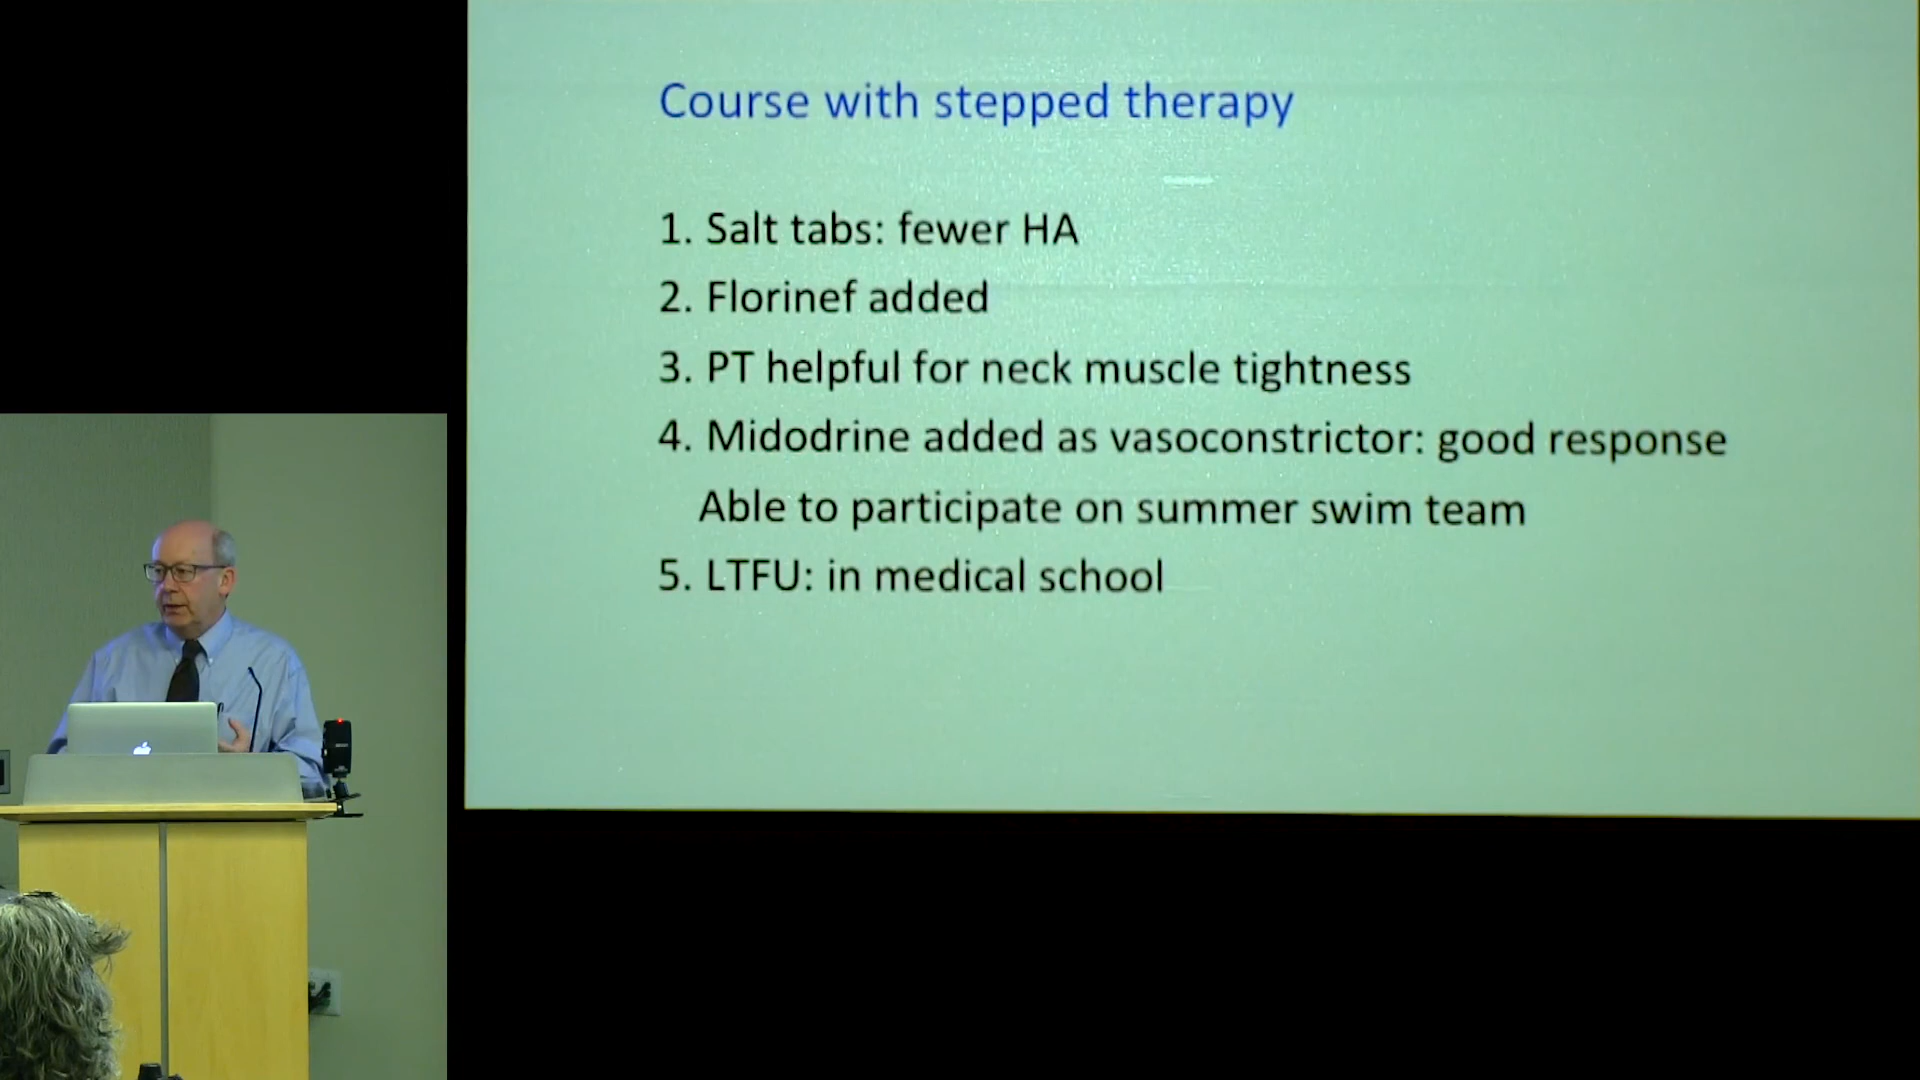 Course with stepped therapy
1. Salt tabs: fewer HA
2. Florinef added
3. PT helpful for neck muscle tightness
4. Midodrine added as vasoconstrictor: good response
Able to participate on summer swim team
5. LTFU: in medical school